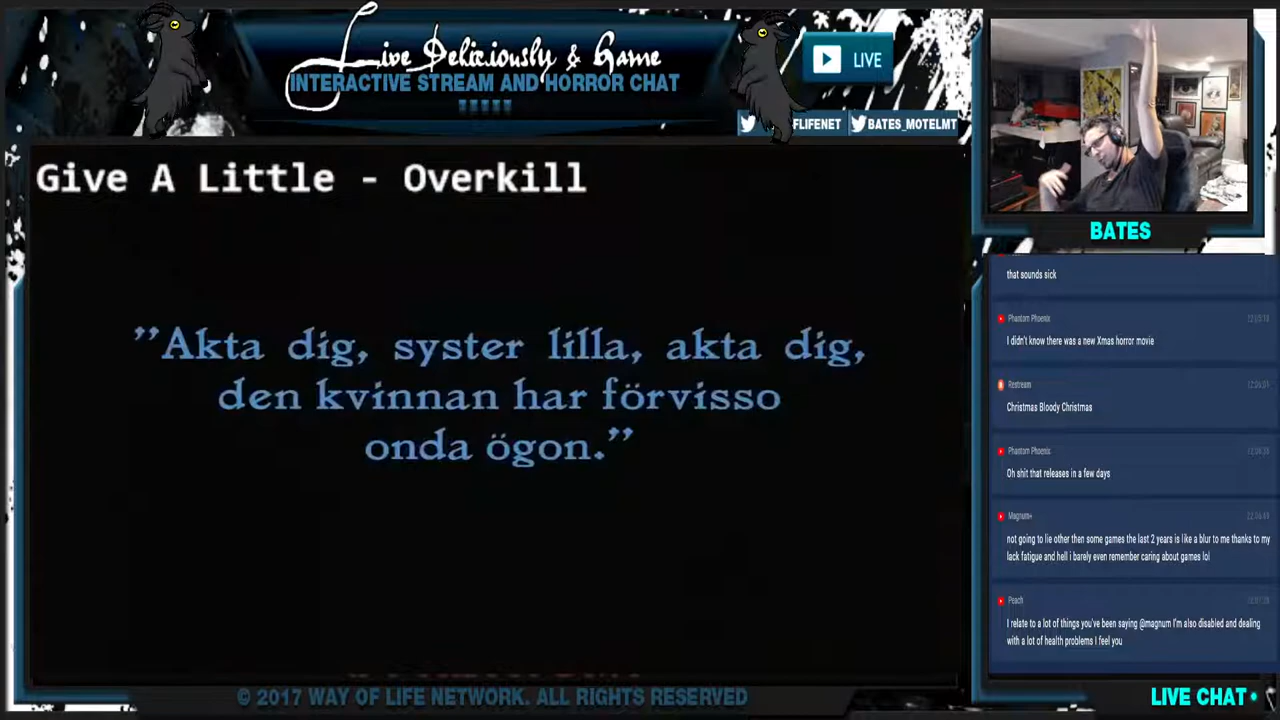 Live Deliciously & Game
INTERACTIVE STREAM AND HORROR CHAT
LIVE
FLIFENET
BATES_MOTELMT
Give A Little - Overkill
”Akta dig, syster lilla, akta dig,
den kvinnan har förvisso
onda ögon.”
© 2017 WAY OF LIFE NETWORK. ALL RIGHTS RESERVED
BATES
that sounds sick
Phantom Phoenix
I didn't know there was a new Xmas horror movie
Restream
Christmas Bloody Christmas
Phantom Phoenix
Oh shit that releases in a few days
Magnum+
not going to lie other then some games the last 2 years is like a blur to me thanks to my
lack fatigue and hell i barely even remember caring about games lol
Peach
I relate to a lot of things you've been saying @magnum I'm also disabled and dealing
with a lot of health problems I feel you
LIVE CHAT